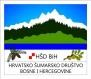 HŠD BiH
HRVATSKO ŠUMARSKO DRUŠTVO
BOSNE I HERCEGOVINE